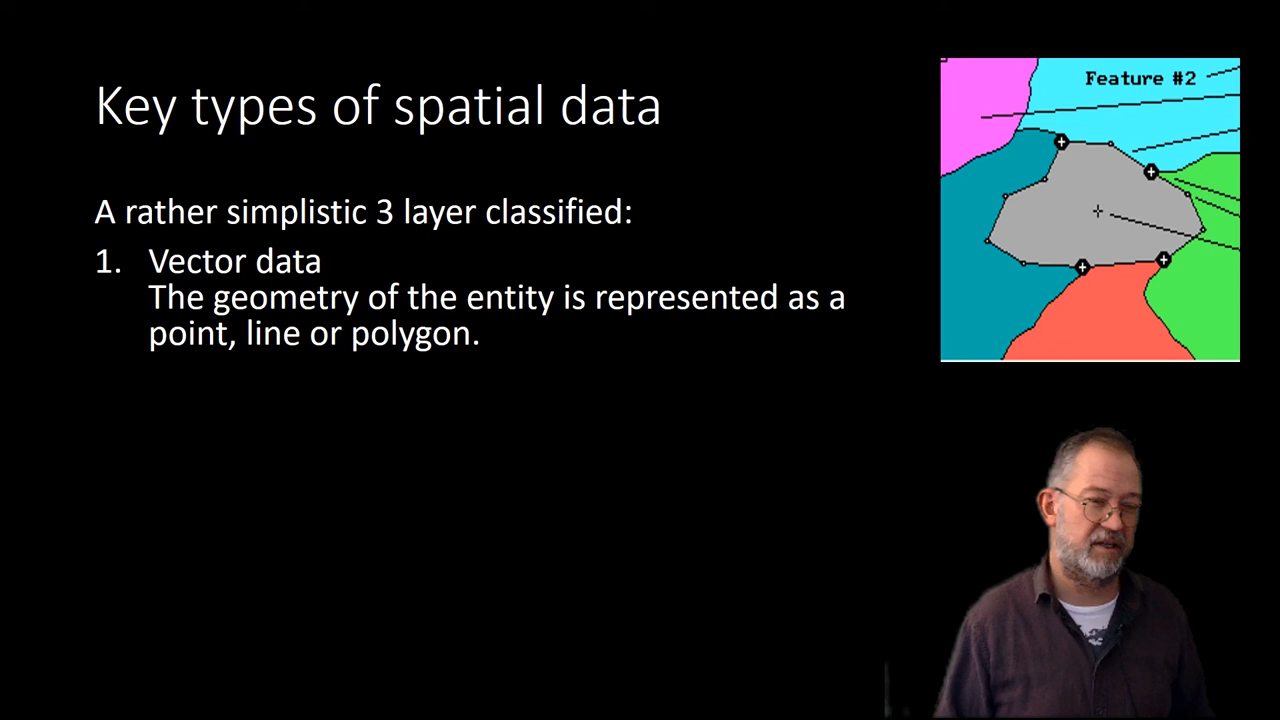 Key types of spatial data
Feature #2
A rather simplistic 3 layer classified:
1. Vector data
The geometry of the entity is represented as a
point, line or polygon.